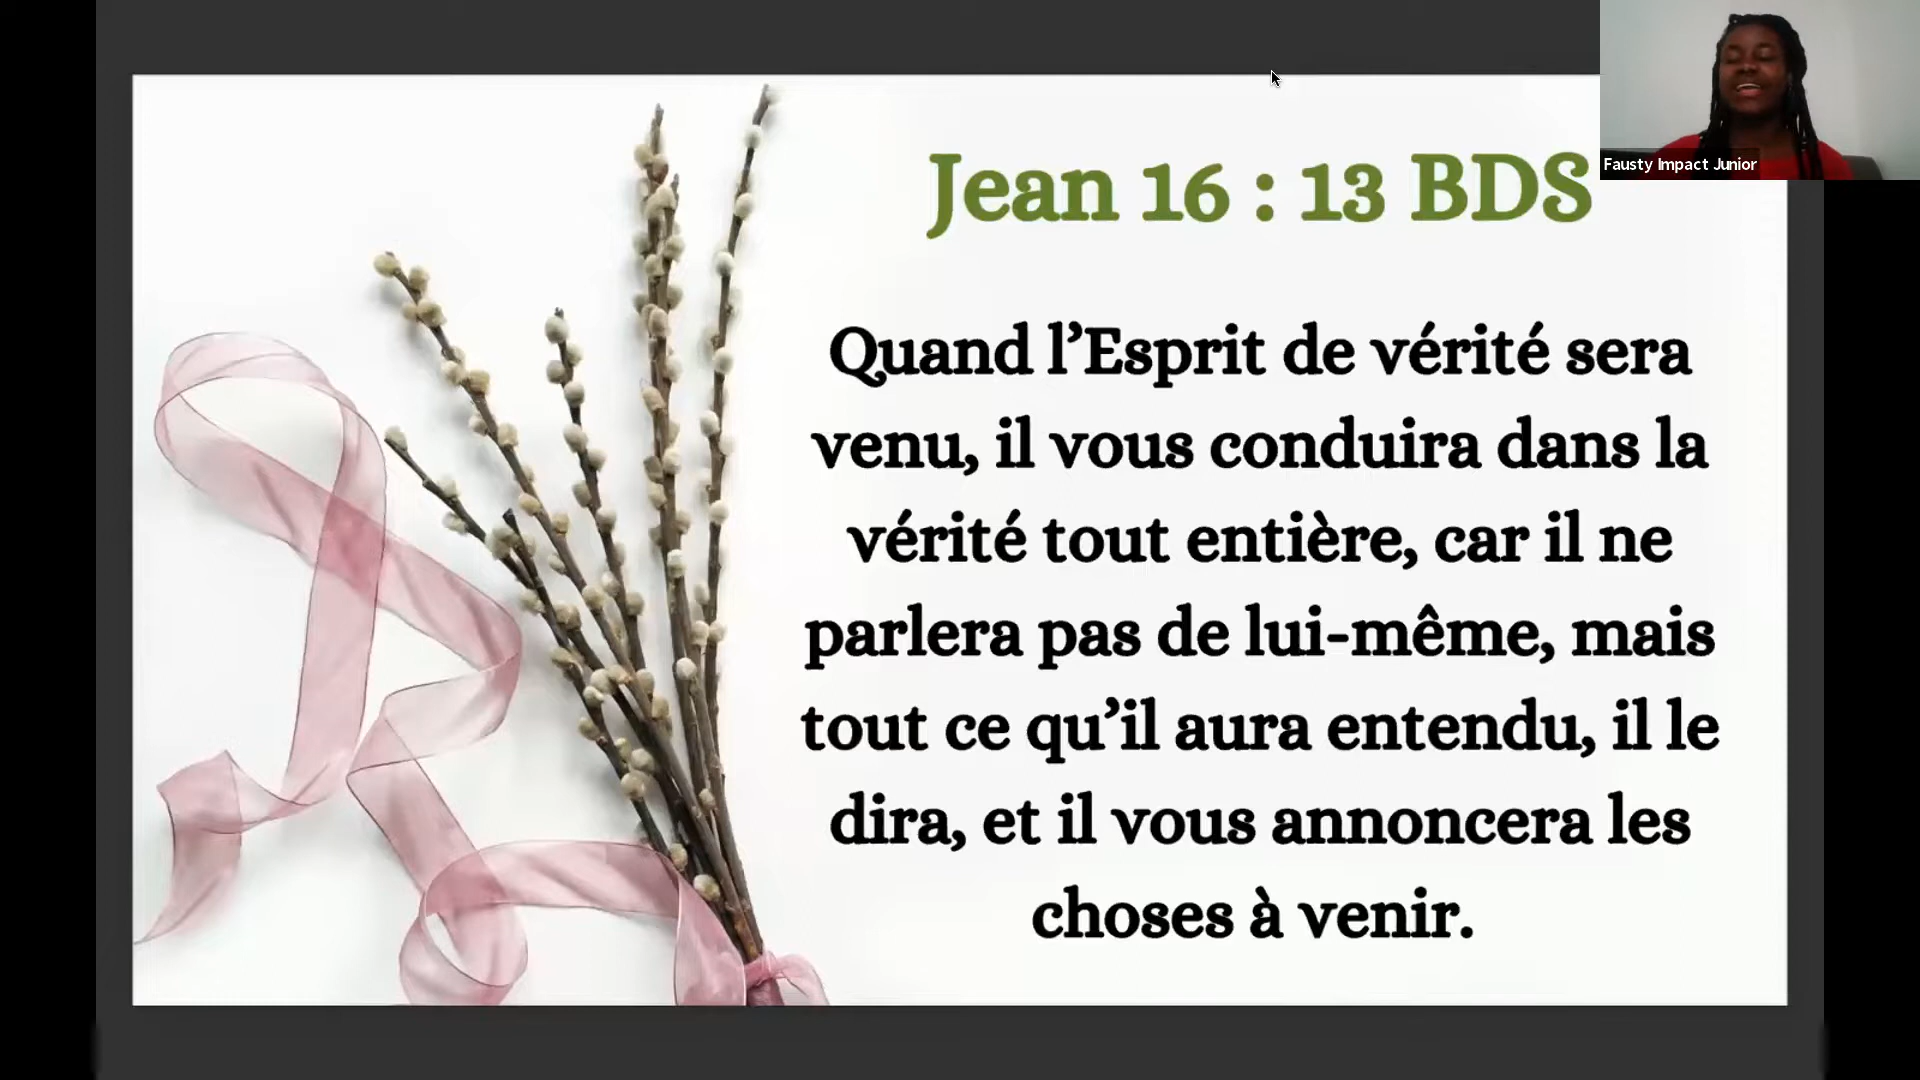 Jean 16 : 13 BDS
Fausty Impact Junior
Quand l’Esprit de vérité sera
venu, il vous conduira dans la
vérité tout entière, car il ne
parlera pas de lui-même, mais
tout ce qu’il aura entendu, il le
dira, et il vous annoncera les
choses à venir.